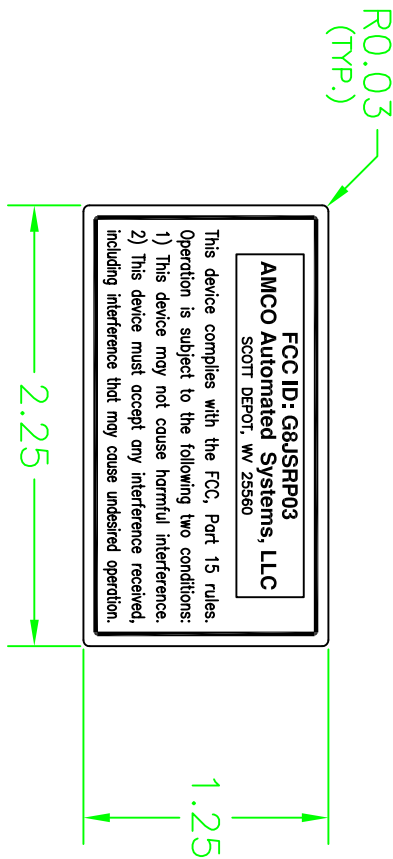 R0.03
(TYP.)
FCC ID: G8JSRP03
AMCO Automated Systems, LLC
SCOTT DEPOT, WV 25560
This device complies with the FCC, Part 15 rules.
Operation is subject to the following two conditions:
1) This device may not cause harmful interference.
2) This device must accept any interference received,
including interference that may cause undesired operation.
2.25
1.25